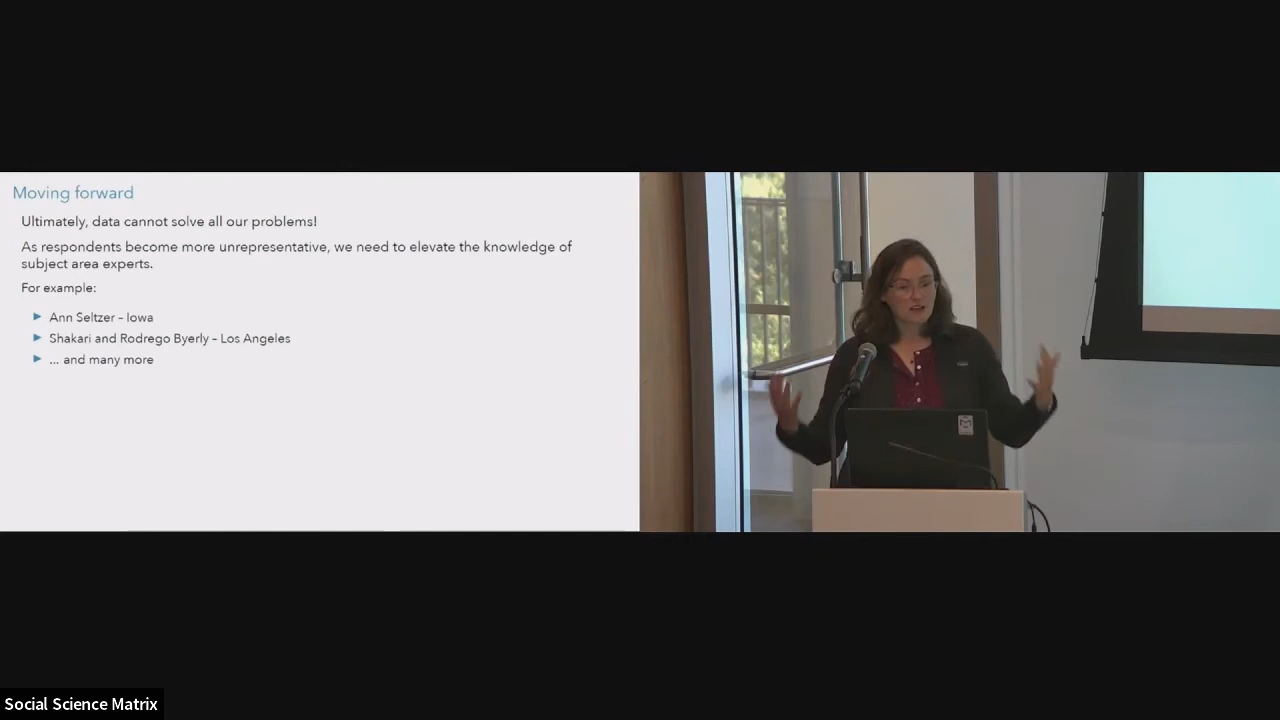 Moving forward
Ultimately, data cannot solve all our problems!
As respondents become more unrepresentative, we need to elevate the knowledge of
subject area experts.
For example:
Ann Seltzer – Iowa
Shakari and Rodrego Byerly – Los Angeles
... and many more
Social Science Matrix